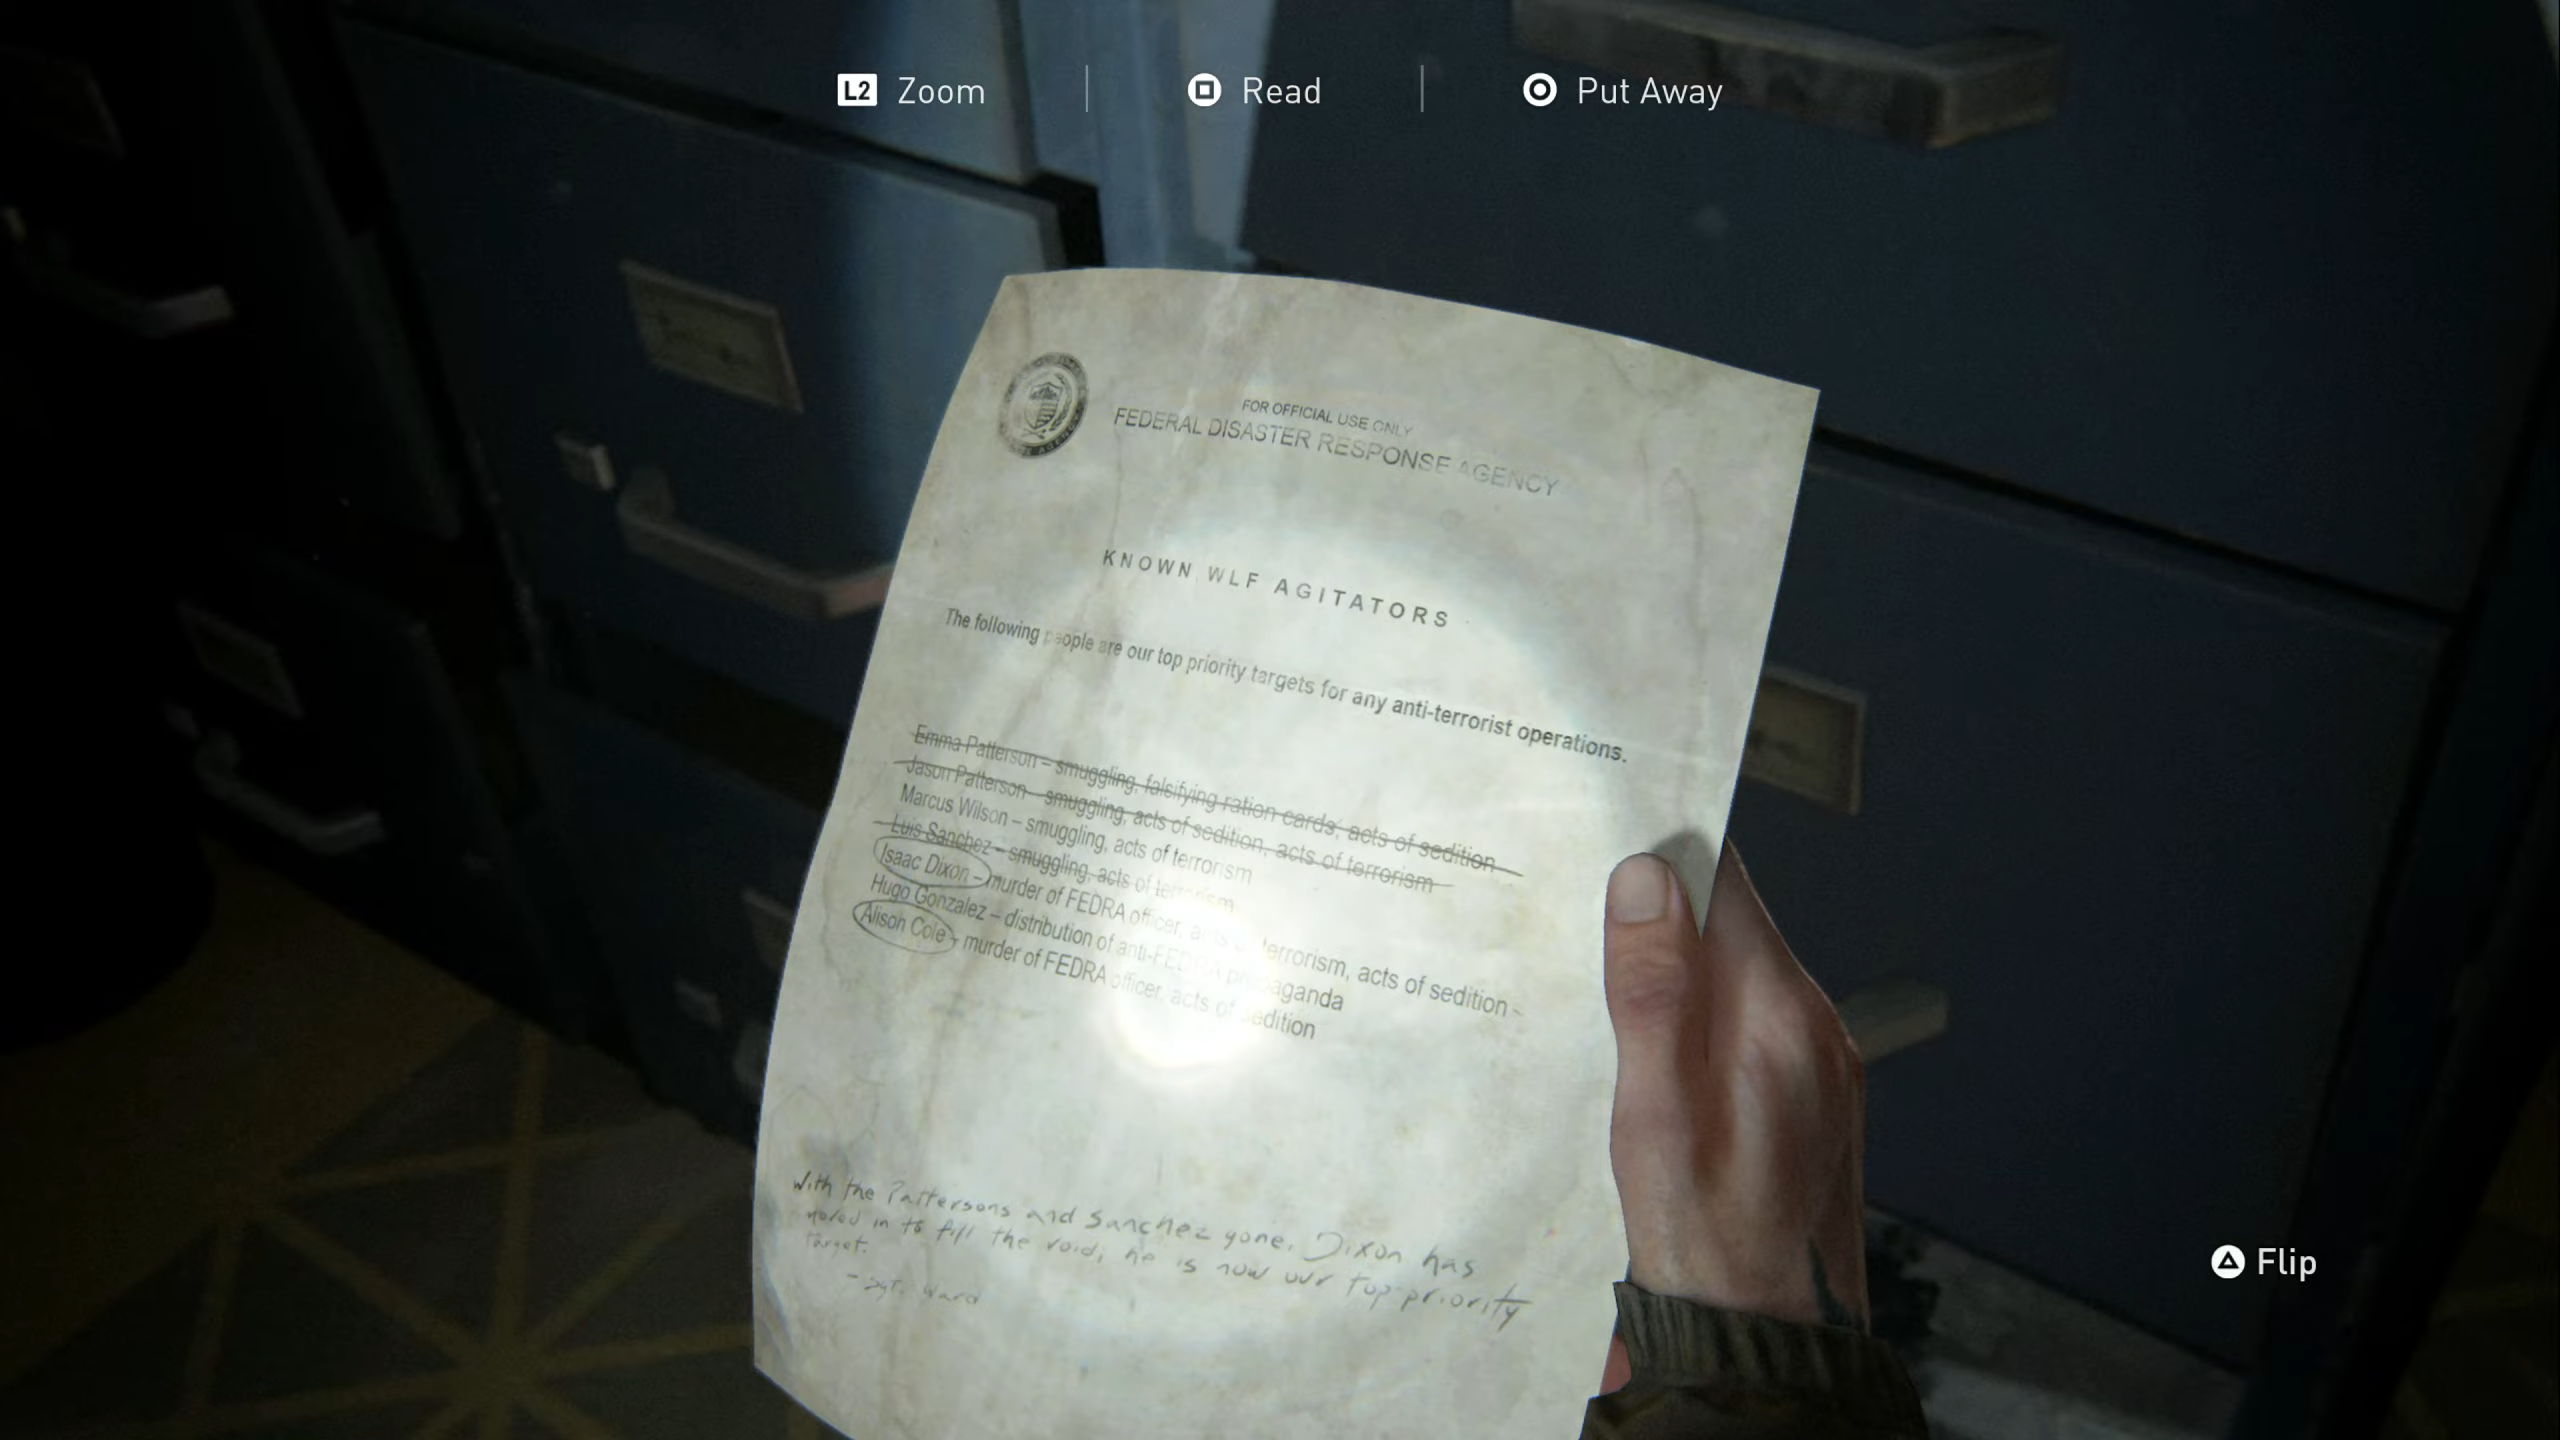 L2 Zoom
Read
Put Away
FOR OFFICIAL USE ONLY
FEDERAL DISASTER RESPONSE AGENCY
KNOWN WLF AGITATORS
The following people are our top priority targets for any anti-terrorist operations.
Emma Patterson – smuggling, falsifying ration cards, acts of sedition
Jason Patterson – smuggling, acts of sedition, acts of terrorism
Marcus Wilson – smuggling, acts of terrorism
Luis Sanchez – smuggling, acts of terrorism
Isaac Dixon – murder of FEDRA officer, acts of terrorism, acts of sedition -
Hugo Gonzalez – distribution of anti-FEDRA propaganda
Alison Cole – murder of FEDRA officer, acts of sedition
With the Pattersons and Sanchez gone, Dixon has
moved in to fill the void, he is now our top priority
target.
- Sgt. Ward
Flip